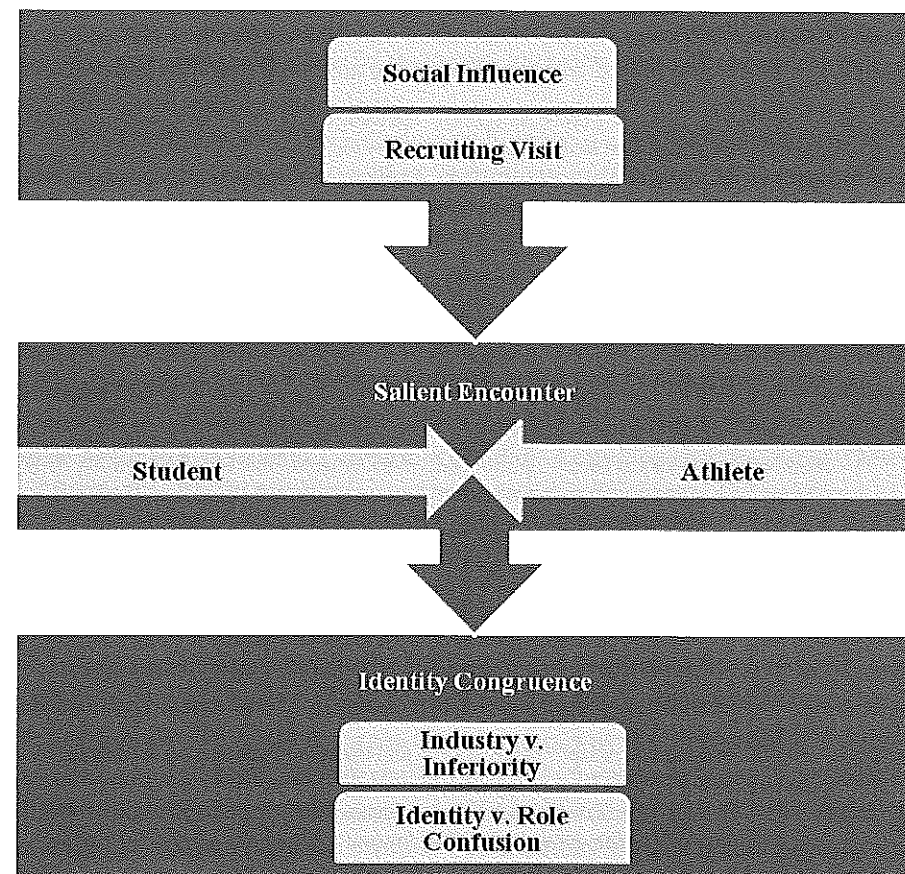 Social Influence
Recruiting Visit
Salient Encounter
Student
Athlete
Identity Congruence
Industry v.
Inferiority
Identity v. Role
Confusion